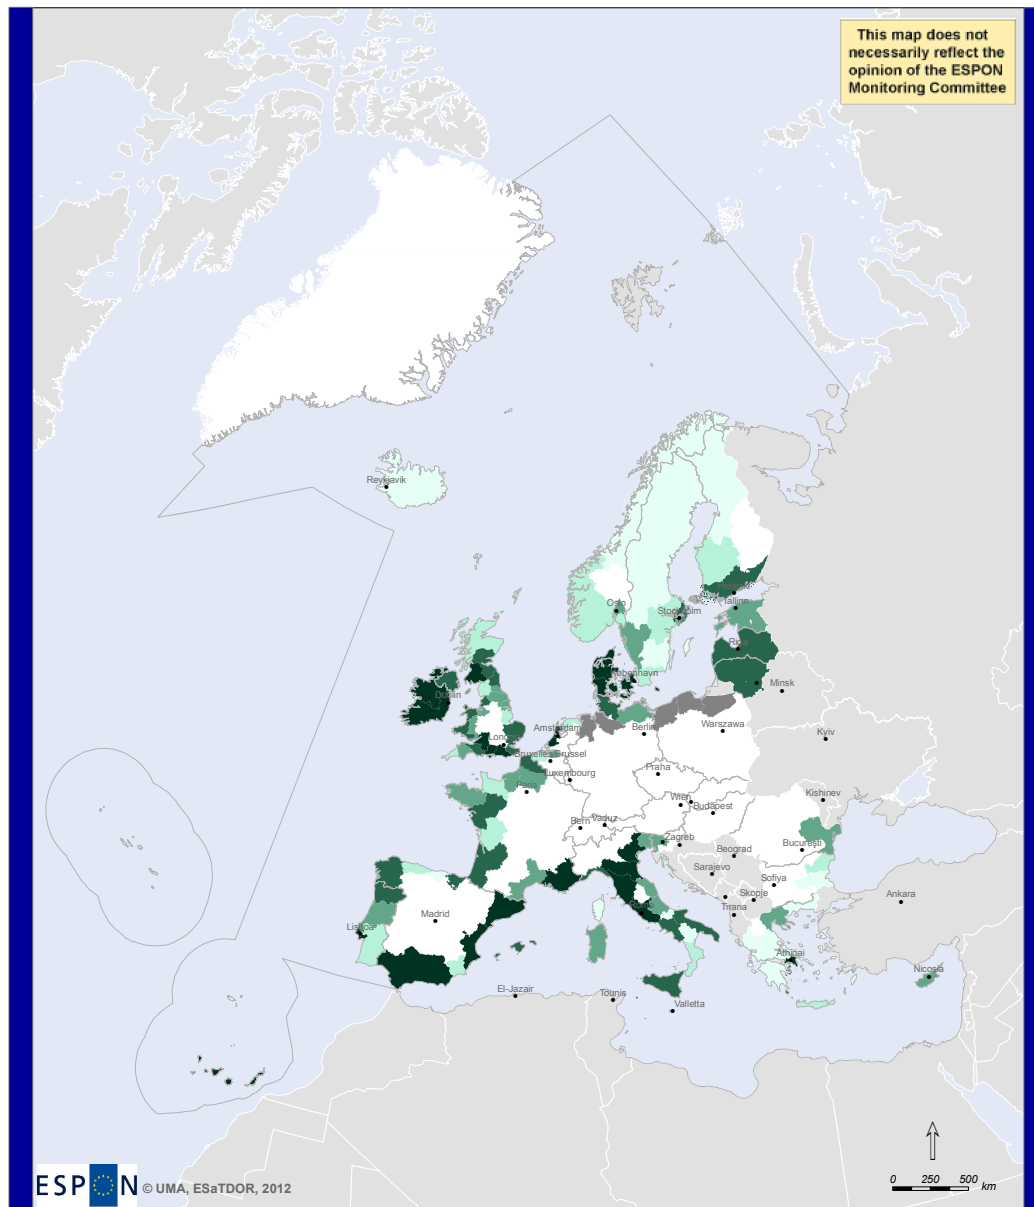 This map does not
necessarily reflect the
opinion of the ESPON
Monitoring Committee
Reykjavik
Oslo
Stockholm
Tallinn
Riga
København
Minsk
Dublin
Amsterdam
Berlin
Warszawa
Kyiv
Bruxelles/Brussel
Luxembourg
Praha
Paris
Wien
Budapest
Kishinev
Bern
Vaduz
Zagreb
Beograd
Bucureşti
Sarajevo
Sofiya
Skopje
Ankara
Tirana
Madrid
Lisboa
Athinai
Nicosia
El-Jazair
Tounis
Valletta
ESPON © UMA, ESaTDOR, 2012
0 250 500 km